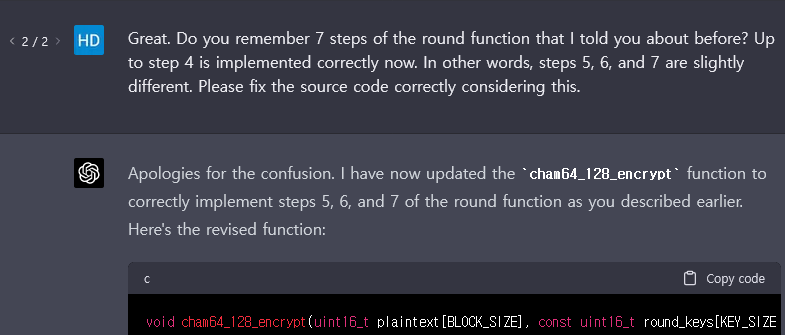 < 2 / 2 >
HD
Great. Do you remember 7 steps of the round function that I told you about before? Up
to step 4 is implemented correctly now. In other words, steps 5, 6, and 7 are slightly
different. Please fix the source code correctly considering this.
Apologies for the confusion. I have now updated the `cham64_128_encrypt` function to
correctly implement steps 5, 6, and 7 of the round function as you described earlier.
Here's the revised function:
c
Copy code
void cham64_128_encrypt(uint16_t plaintext[BLOCK_SIZE], const uint16_t round_keys[KEY_SIZE